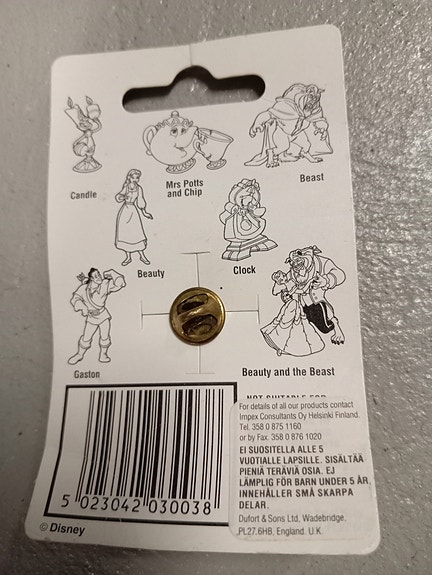 Candle
Mrs Potts
and Chip
Beast
Beauty
Clock
Gaston
Beauty and the Beast
NOT SUITABLE FOR
For details of all our products contact
Impex Consultants Oy Helsinki Finland.
Tel. 358 0 875 1160
or by Fax. 358 0 876 1020
EI SUOSITELLA ALLE 5
VUOTIALLE LAPSILLE. SISÄLTÄÄ
PIENIÄ TERÄVIÄ OSIA. EJ
LÄMPLIG FÖR BARN UNDER 5 ÅR,
INNEHÅLLER SMÅ SKARPA
DELAR.
Dufort & Sons Ltd, Wadebridge.
PL27.6HB, England. U.K.
5 023042 030038
© Disney